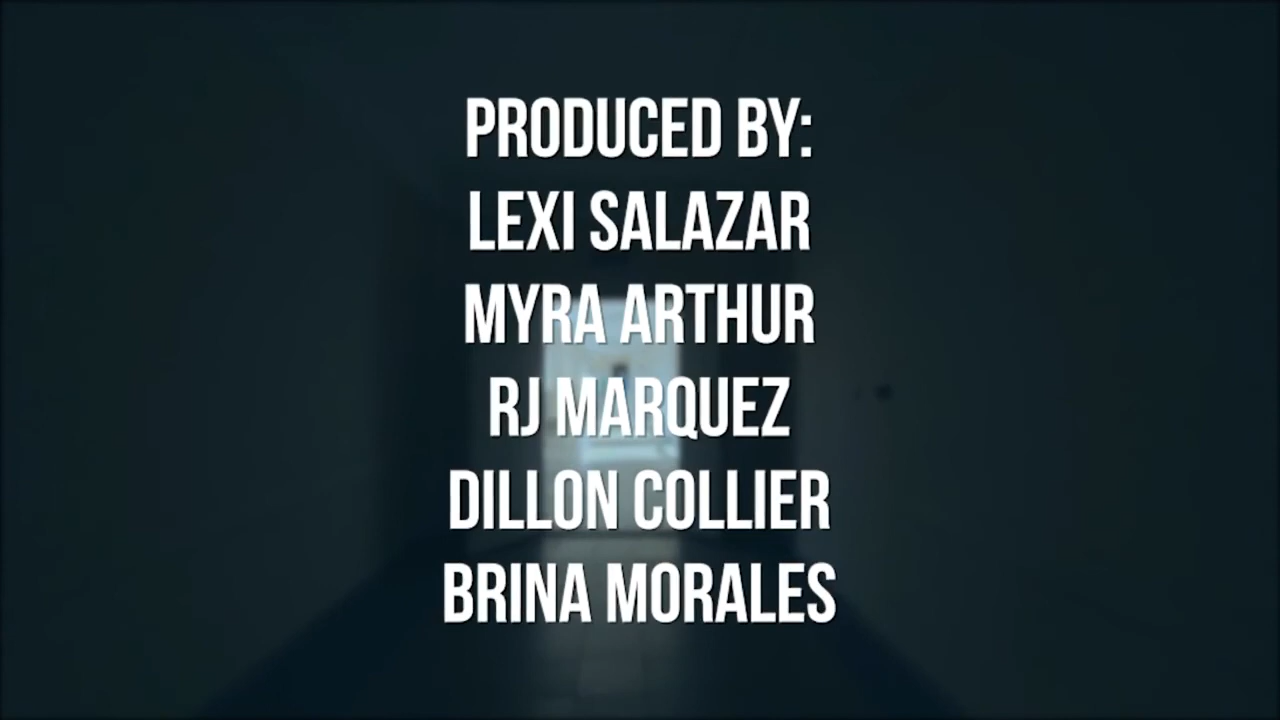 PRODUCED BY:
LEXI SALAZAR
MYRA ARTHUR
RJ MARQUEZ
DILLON COLLIER
BRINA MORALES